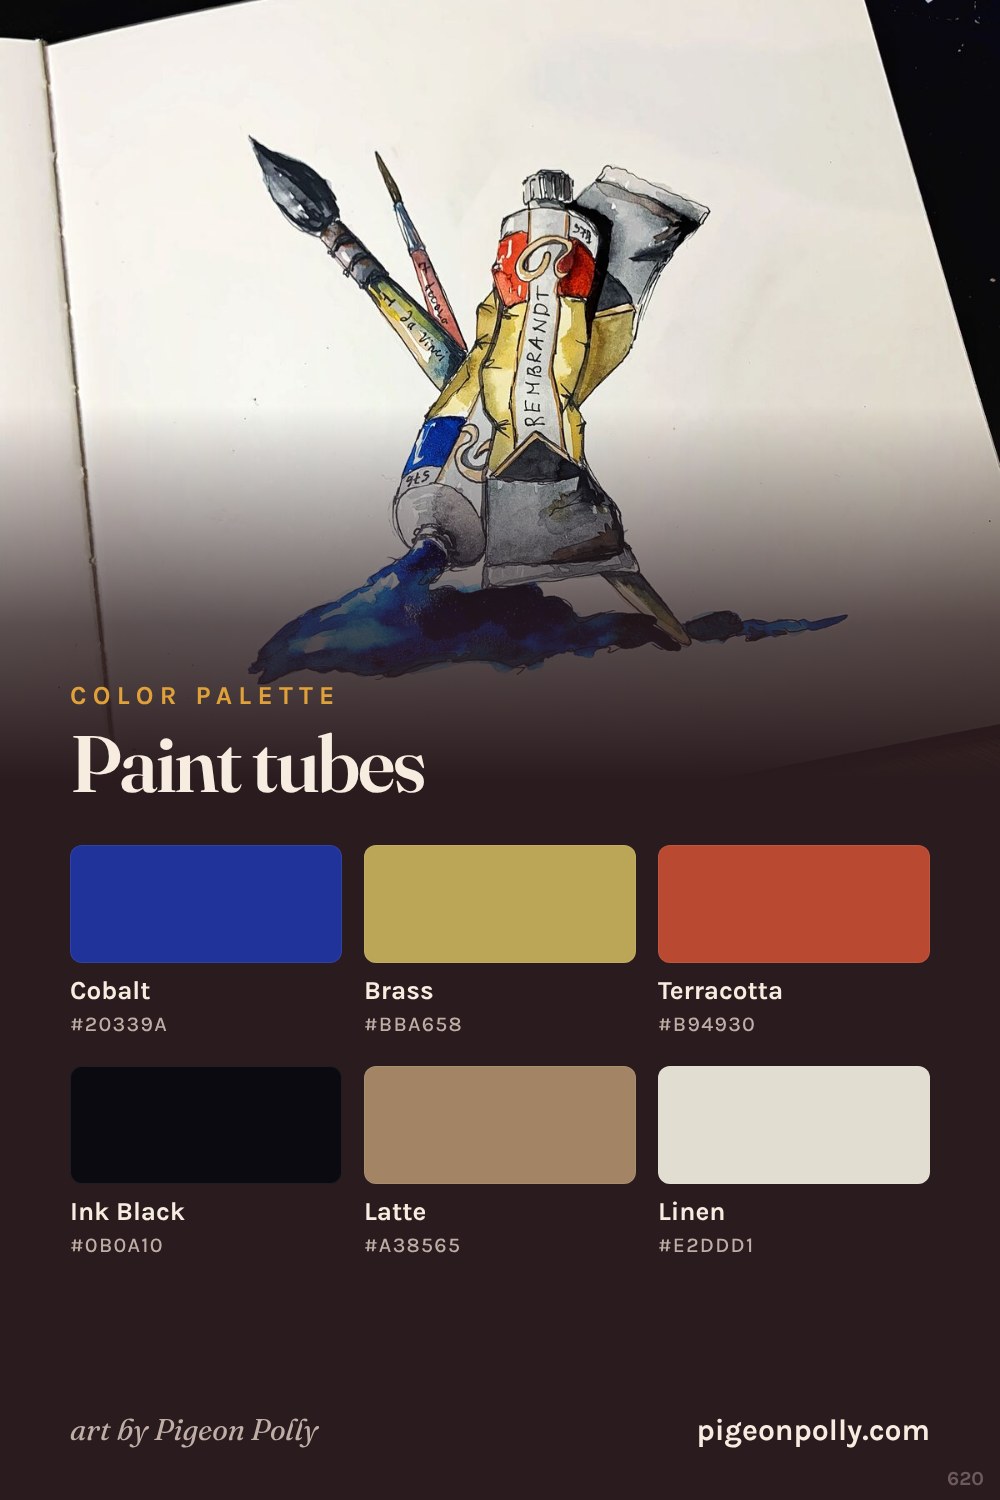 da Vinci
REMBRANDT
COLOR PALETTE
Paint tubes
Cobalt
#20339A
Brass
#BBA658
Terracotta
#B94930
Ink Black
#0B0A10
Latte
#A38565
Linen
#E2DDD1
art by Pigeon Polly
pigeonpolly.com
620